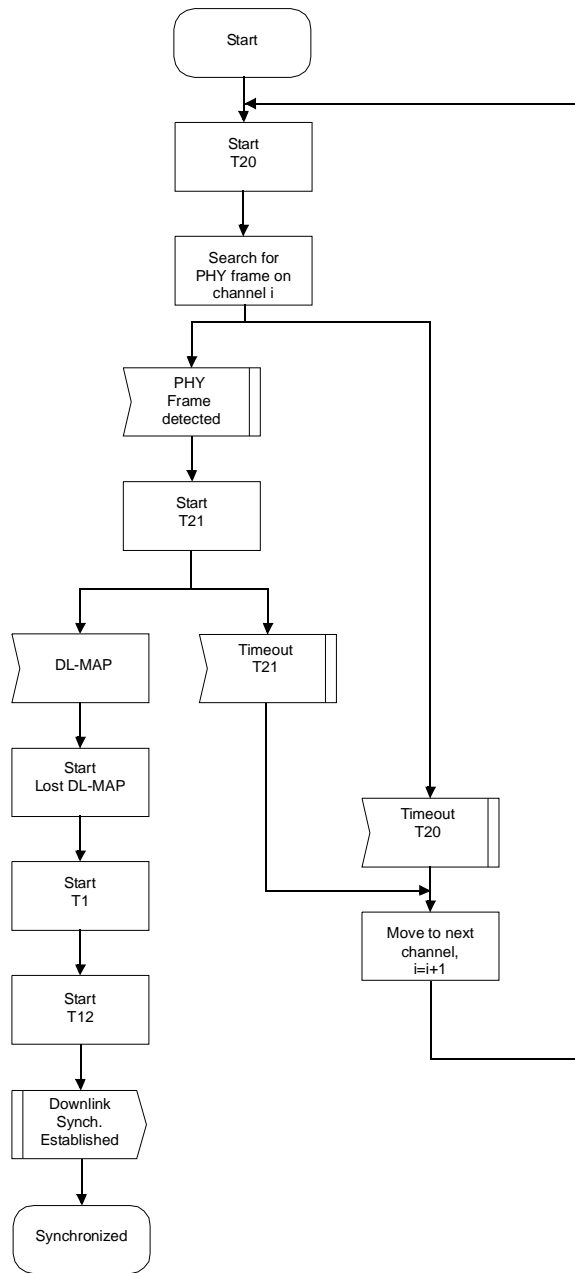 Start
Start
T20
Search for
PHY frame on
channel i
PHY
Frame
detected
Start
T21
DL-MAP
Timeout
T21
Start
Lost DL-MAP
Timeout
T20
Start
T1
Move to next
channel,
i=i+1
Start
T12
Downlink
Synch.
Established
Synchronized